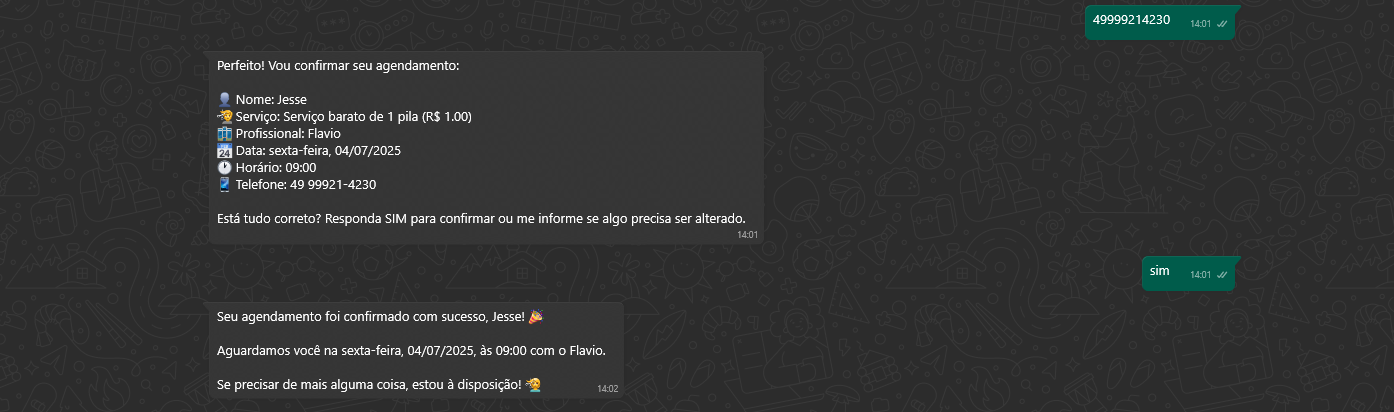 49999214230
14:01
Perfeito! Vou confirmar seu agendamento:
Nome: Jesse
Serviço: Serviço barato de 1 pila (R$ 1.00)
Profissional: Flavio
24 Data: sexta-feira, 04/07/2025
Horário: 09:00
Telefone: 49 99921-4230
Está tudo correto? Responda SIM para confirmar ou me informe se algo precisa ser alterado.
14:01
sim
14:01
Seu agendamento foi confirmado com sucesso, Jesse!
Aguardamos você na sexta-feira, 04/07/2025, às 09:00 com o Flavio.
Se precisar de mais alguma coisa, estou à disposição!
14:02